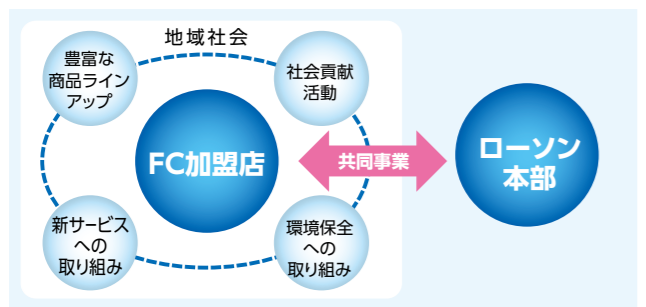 地域社会
豊富な
商品ライン
アップ
社会貢献
活動
FC加盟店
共同事業
ローソン
本部
新サービス
への
取り組み
環境保全
への
取り組み